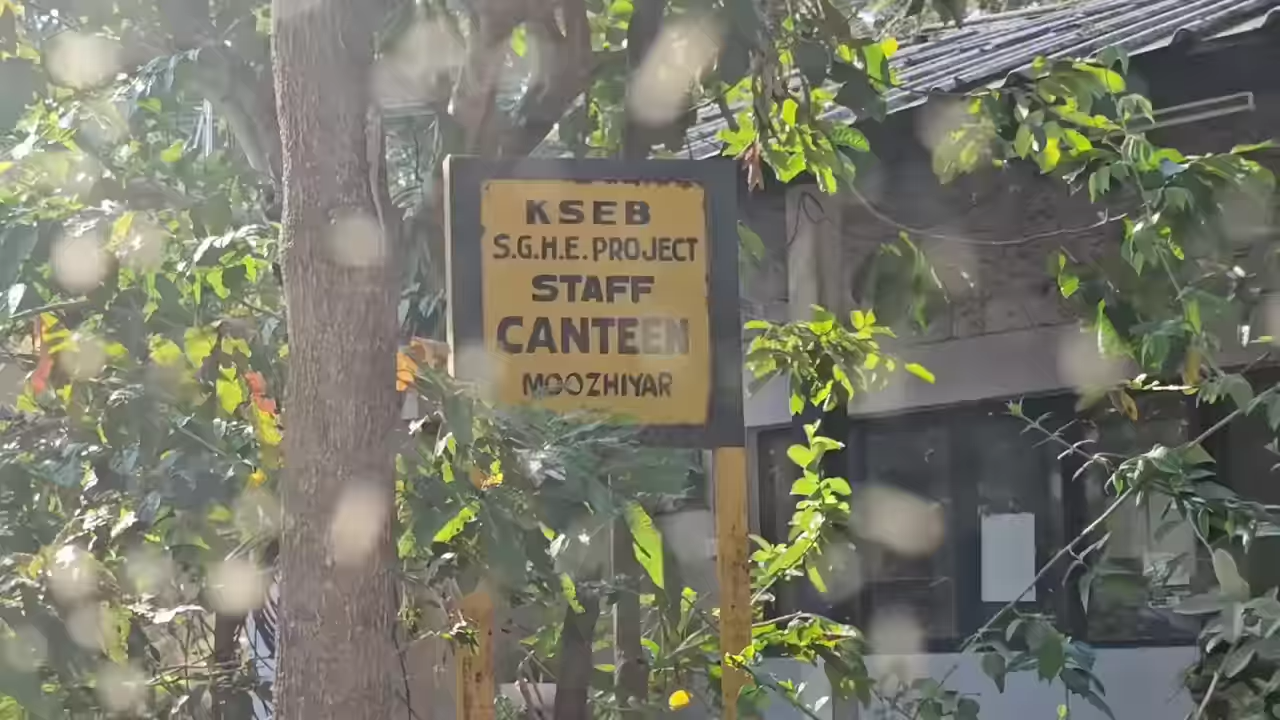 KSEB
S.G.H.E. PROJECT
STAFF
CANTEEN
MOOZHIYAR